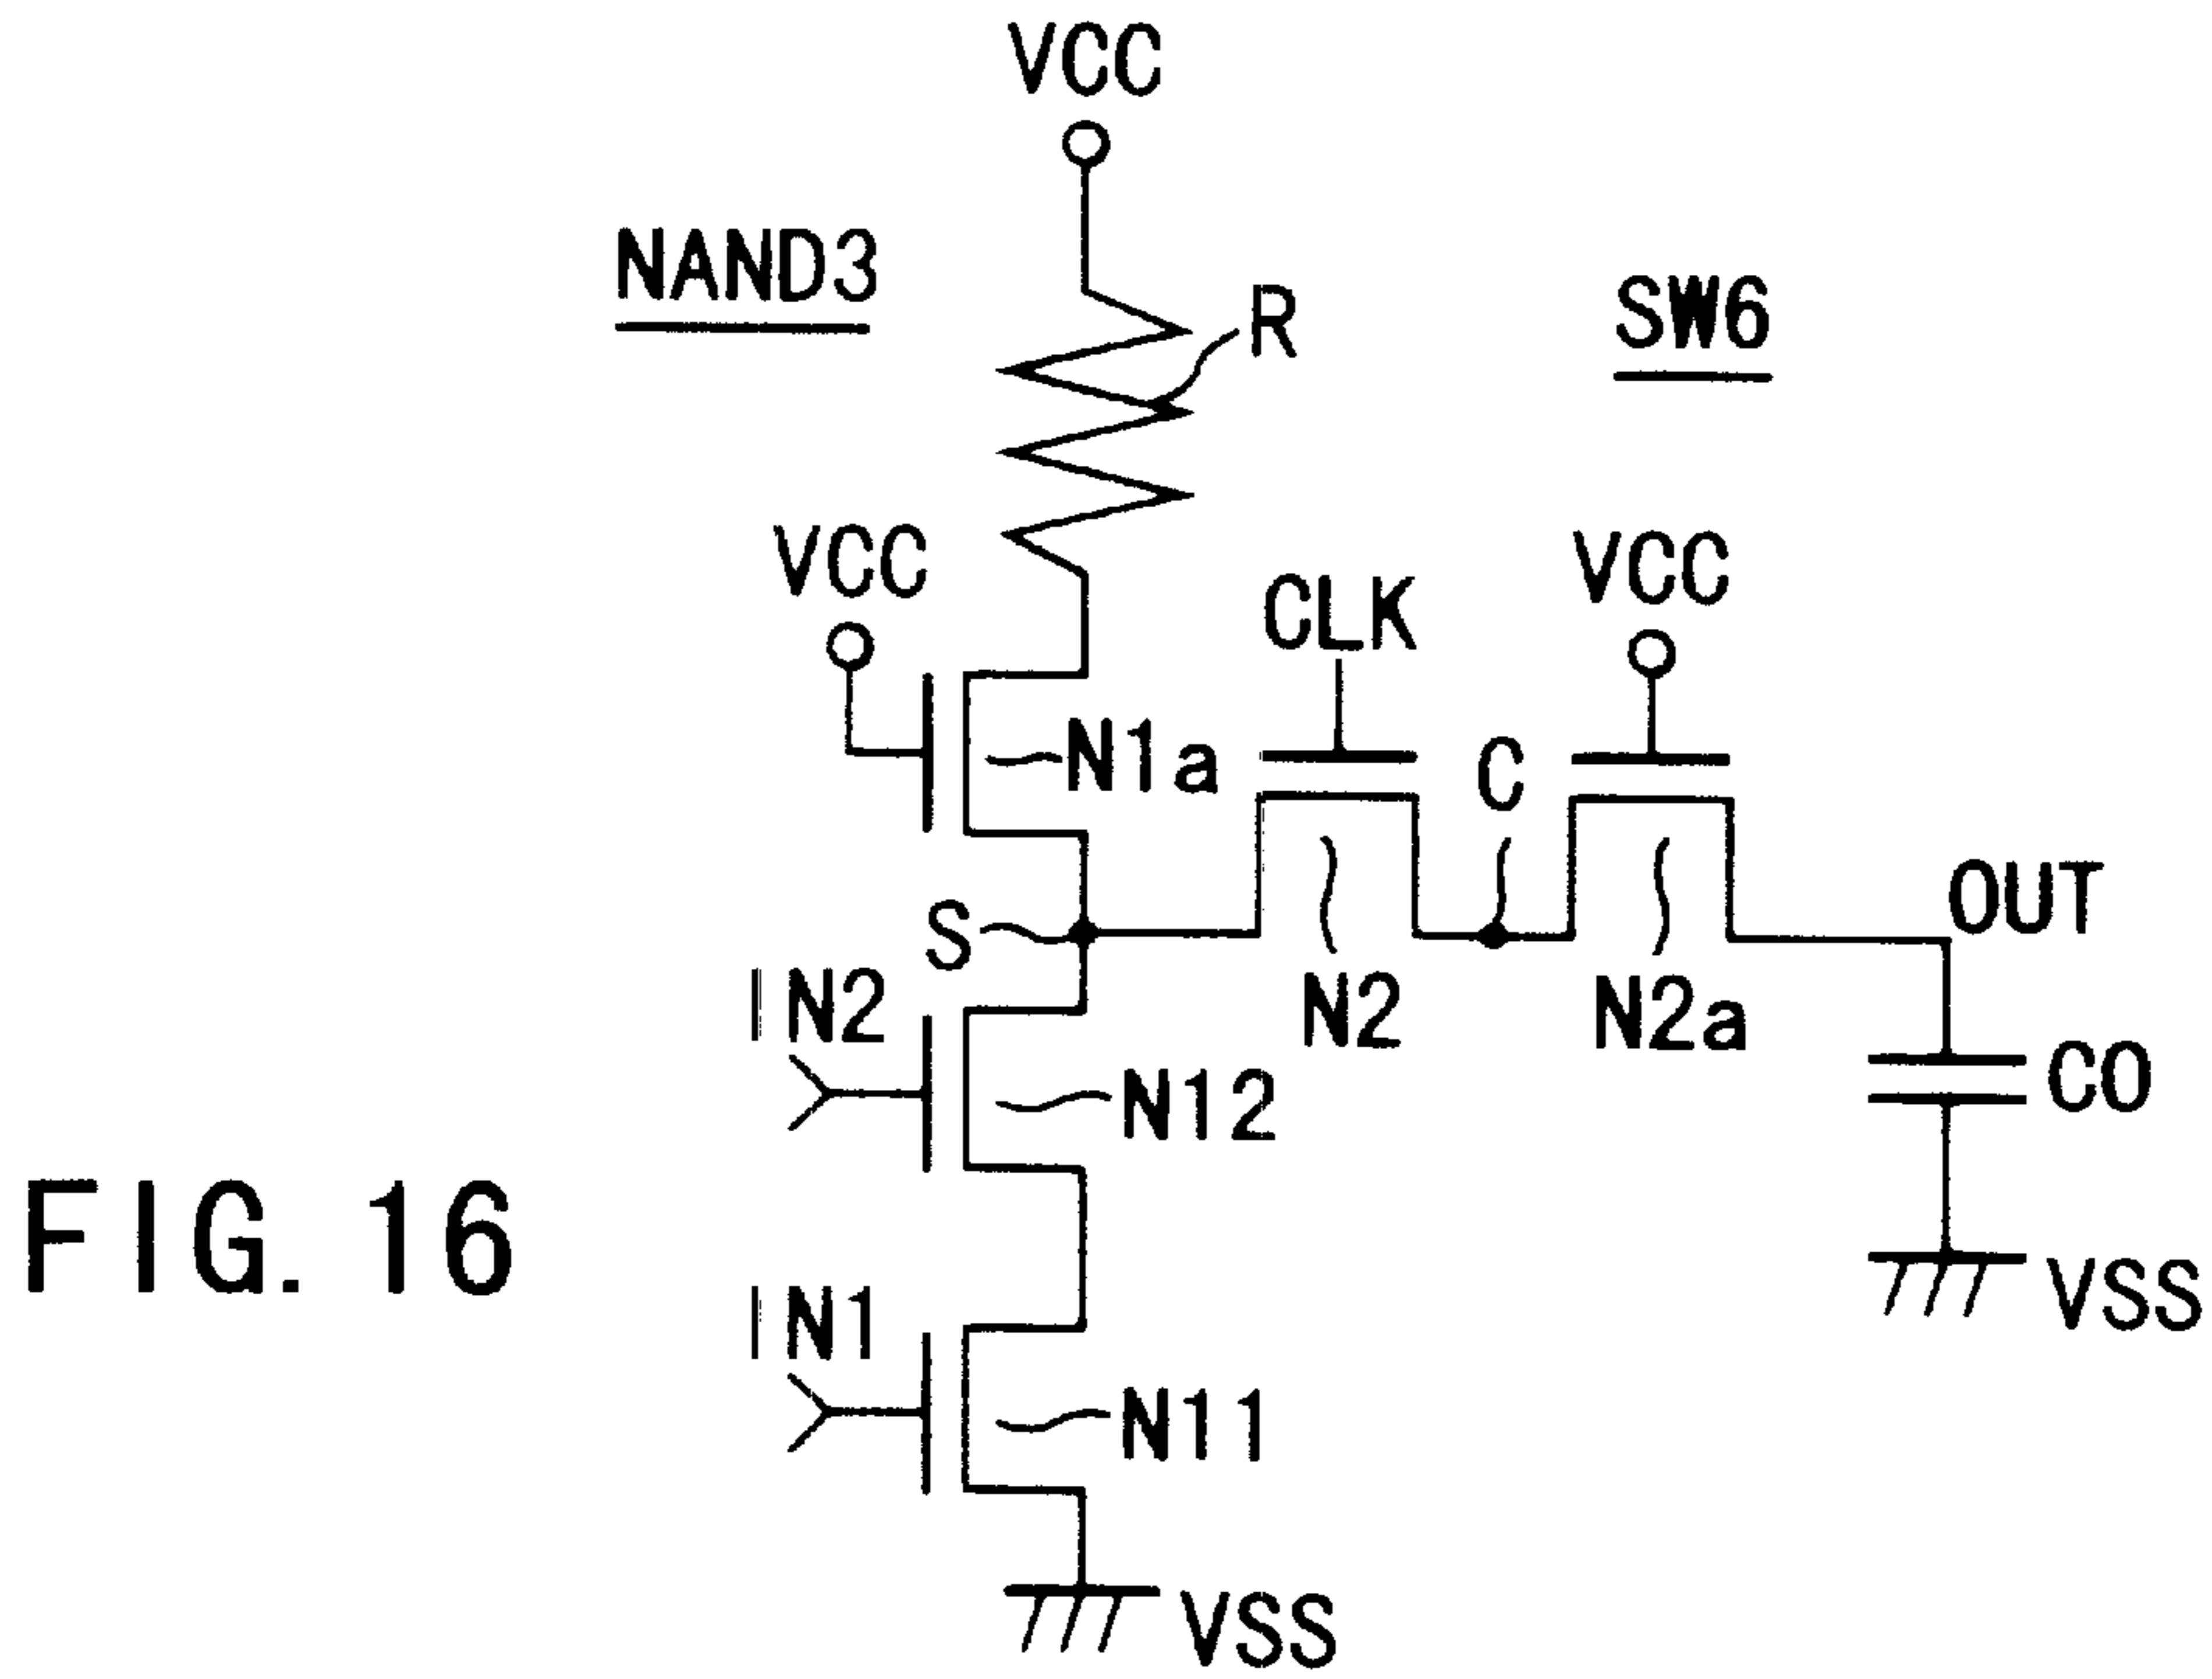 VCC
NAND3
R
SW6
VCC
CLK
VCC
N1a
C
S
OUT
IN2
N2
N2a
CO
N12
FIG. 16
IN1
VSS
N11
VSS